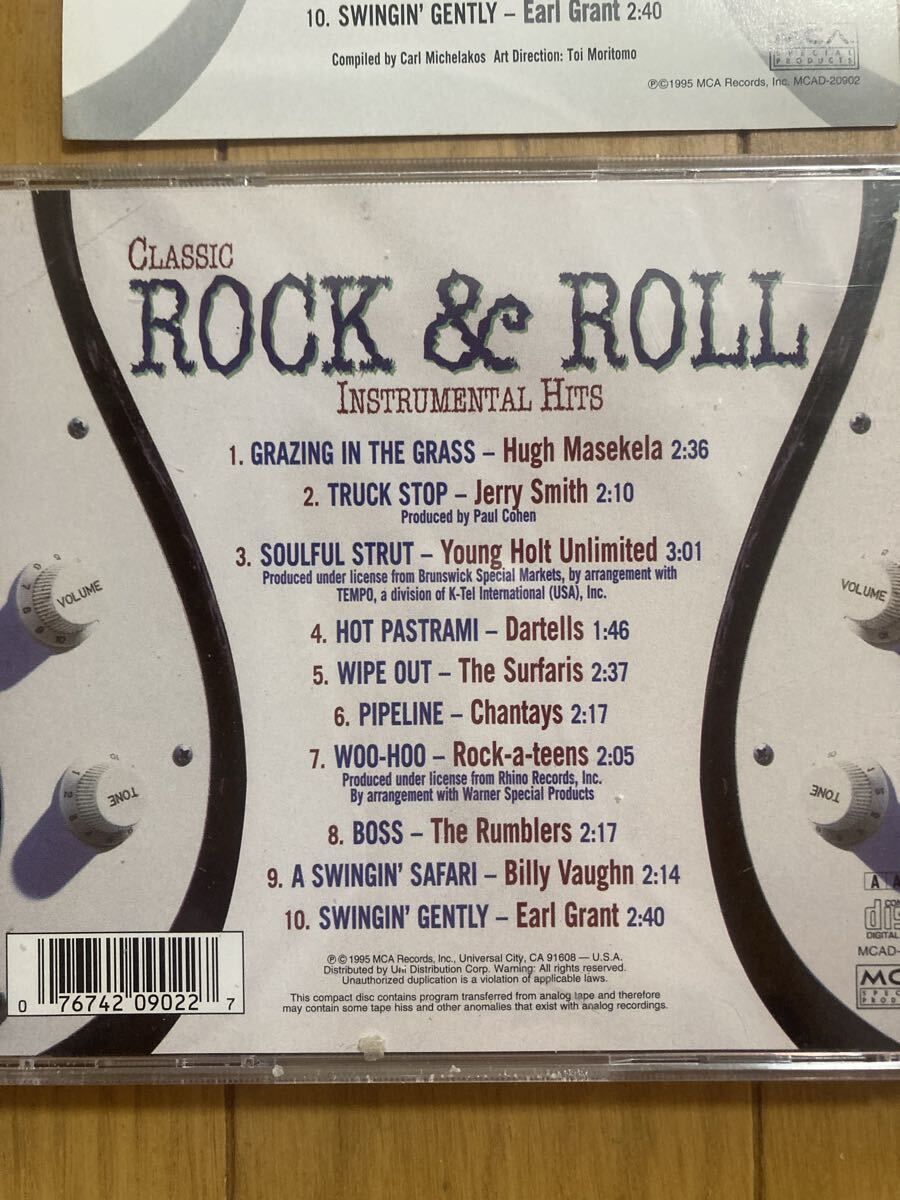 10. SWINGIN' GENTLY – Earl Grant 2:40
Compiled by Carl Michelakos Art Direction: Toi Moritomo
MCA
SPECIAL
PRODUCTS
℗©1995 MCA Records, Inc. MCAD-20902
CLASSIC
ROCK & ROLL
INSTRUMENTAL HITS
1. GRAZING IN THE GRASS – Hugh Masekela 2:36
2. TRUCK STOP – Jerry Smith 2:10
Produced by Paul Cohen
3. SOULFUL STRUT – Young Holt Unlimited 3:01
Produced under license from Brunswick Special Markets, by arrangement with
TEMPO, a division of K-Tel International (USA), Inc.
4. HOT PASTRAMI – Dartells 1:46
5. WIPE OUT – The Surfaris 2:37
6. PIPELINE – Chantays 2:17
7. WOO-HOO – Rock-a-teens 2:05
Produced under license from Rhino Records, Inc.
By arrangement with Warner Special Products
8. BOSS – The Rumblers 2:17
9. A SWINGIN' SAFARI – Billy Vaughn 2:14
10. SWINGIN' GENTLY – Earl Grant 2:40
VOLUME
TONE
VOLUME
TONE
℗©1995 MCA Records, Inc., Universal City, CA 91608 — U.S.A.
Distributed by Uni Distribution Corp. Warning: All rights reserved.
Unauthorized duplication is a violation of applicable laws.
This compact disc contains program transferred from analog tape and therefore
may contain some tape hiss and other anomalies that exist with analog recordings.
0 76742 09022 7
A A
DIGITAL
MCAD-